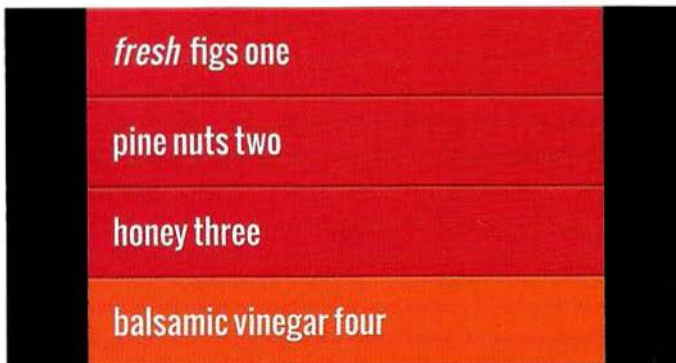 fresh figs one
pine nuts two
honey three
balsamic vinegar four